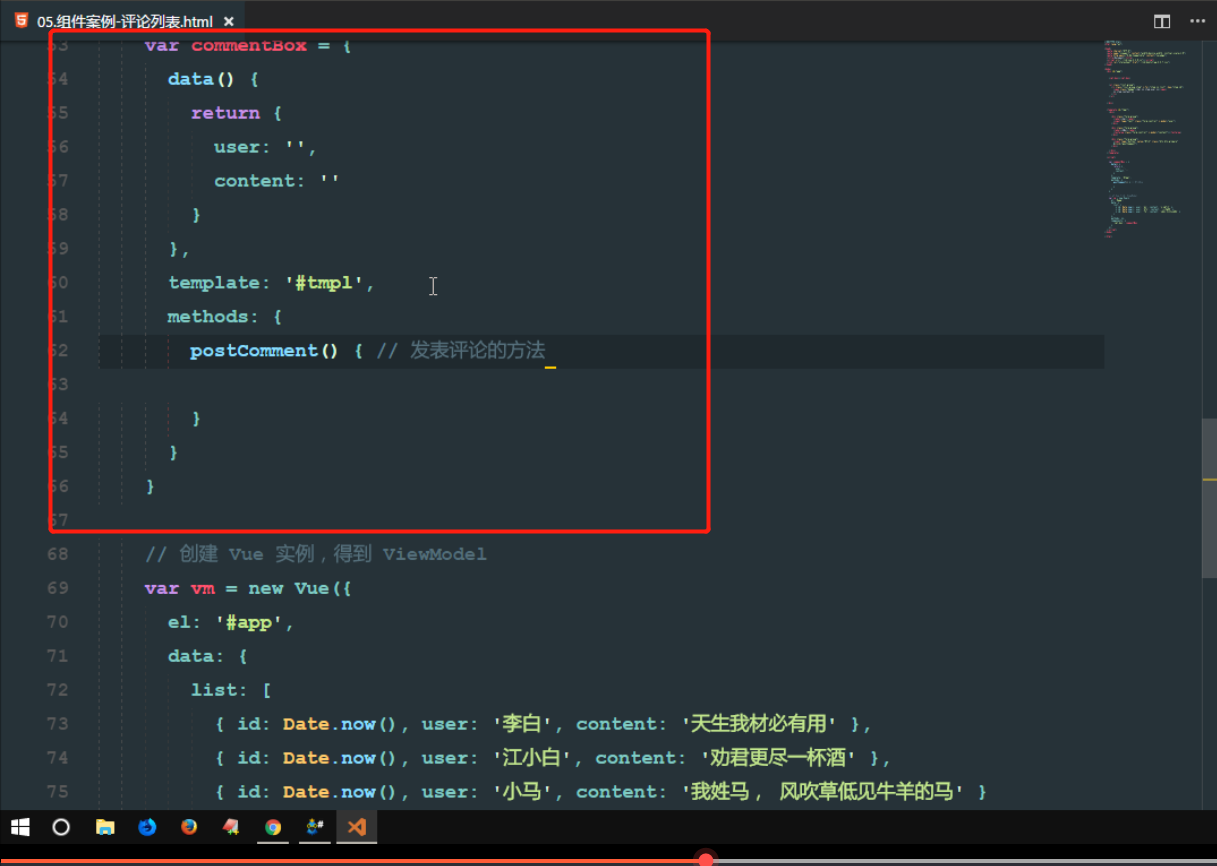 05.组件案例-评论列表.html
53 var commentBox = {
54 data() {
55 return {
56 user: '',
57 content: ''
58 }
59 },
60 template: '#tmpl',
61 methods: {
62 postComment() { // 发表评论的方法
63
64 }
65 }
66 }
67
68 // 创建 Vue 实例，得到 ViewModel
69 var vm = new Vue({
70 el: '#app',
71 data: {
72 list: [
73 { id: Date.now(), user: '李白', content: '天生我材必有用' },
74 { id: Date.now(), user: '江小白', content: '劝君更尽一杯酒' },
75 { id: Date.now(), user: '小马', content: '我姓马， 风吹草低见牛羊的马' }